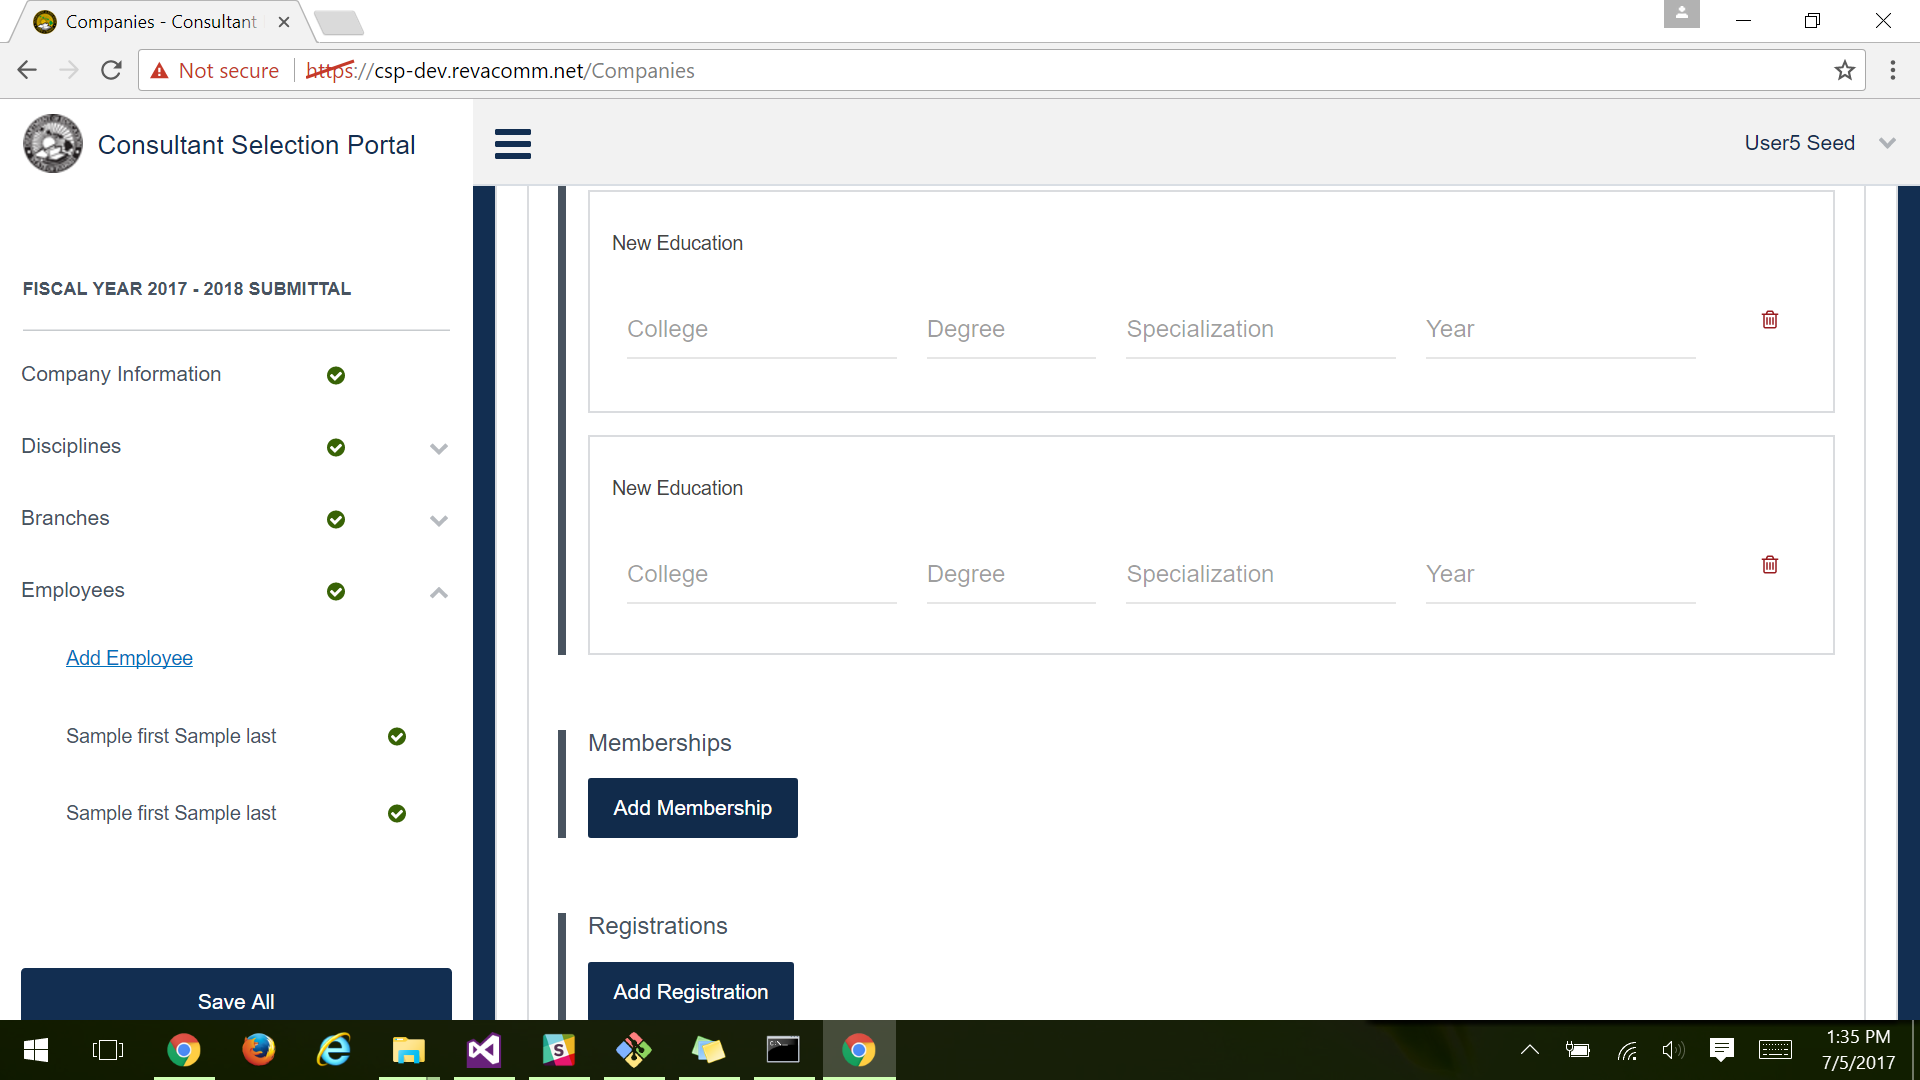 Companies - Consultant
Not secure https://csp-dev.revacomm.net/Companies
Consultant Selection Portal
User5 Seed
FISCAL YEAR 2017 - 2018 SUBMITTAL
Company Information
Disciplines
Branches
Employees
Add Employee
Sample first Sample last
Sample first Sample last
Save All
New Education
College Degree Specialization Year
New Education
College Degree Specialization Year
Memberships
Add Membership
Registrations
Add Registration
1:35 PM
7/5/2017